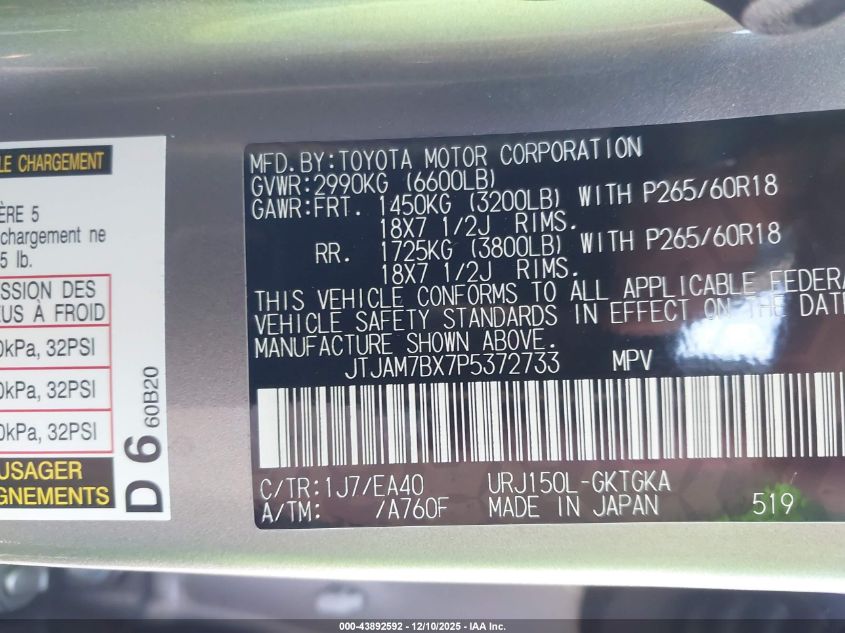 LE CHARGEMENT
ÈRE 5
chargement ne
5 lb.
SSION DES
EUS À FROID
0kPa, 32PSI
0kPa, 32PSI
0kPa, 32PSI
USAGER
GNEMENTS
D 6 60B20
MFD.BY:TOYOTA MOTOR CORPORATION
GVWR:2990KG (6600LB)
GAWR:FRT. 1450KG (3200LB) WITH P265/60R18
18X7 1/2J RIMS.
RR. 1725KG (3800LB) WITH P265/60R18
18X7 1/2J RIMS.
THIS VEHICLE CONFORMS TO ALL APPLICABLE FEDERA
VEHICLE SAFETY STANDARDS IN EFFECT ON THE DATE
MANUFACTURE SHOWN ABOVE.
JTJAM7BX7P5372733 MPV
C/TR:1J7/EA40 URJ150L-GKTGKA
A/TM: /A760F MADE IN JAPAN 519
000-43892592 - 12/10/2025 - IAA Inc.